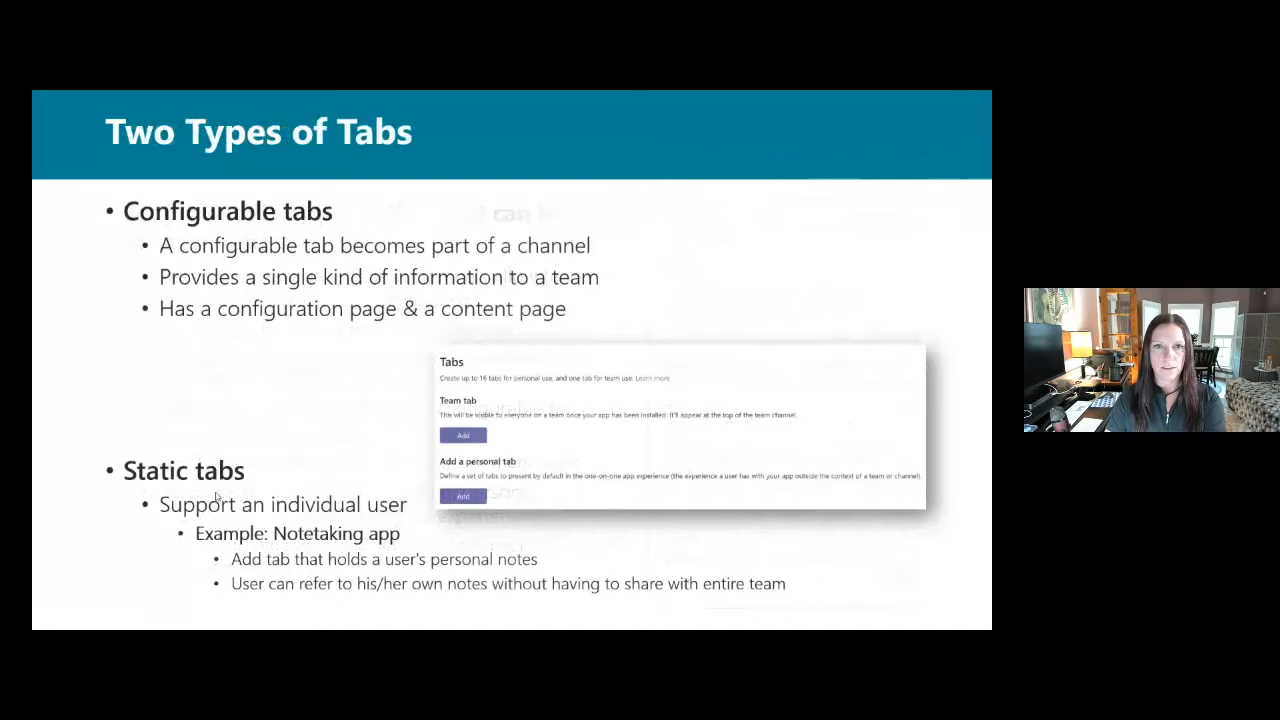 Two Types of Tabs
• Configurable tabs
• A configurable tab becomes part of a channel
• Provides a single kind of information to a team
• Has a configuration page & a content page
Tabs
Create up to 16 tabs for personal use, and one tab for team use. Learn more
Team tab
This will be visible to everyone on a team once your app has been installed. It'll appear at the top of the team channel.
Add
Add a personal tab
Define a set of tabs to present by default in the one-on-one app experience (the experience a user has with your app outside the context of a team or channel).
Add
• Static tabs
• Support an individual user
• Example: Notetaking app
• Add tab that holds a user's personal notes
• User can refer to his/her own notes without having to share with entire team